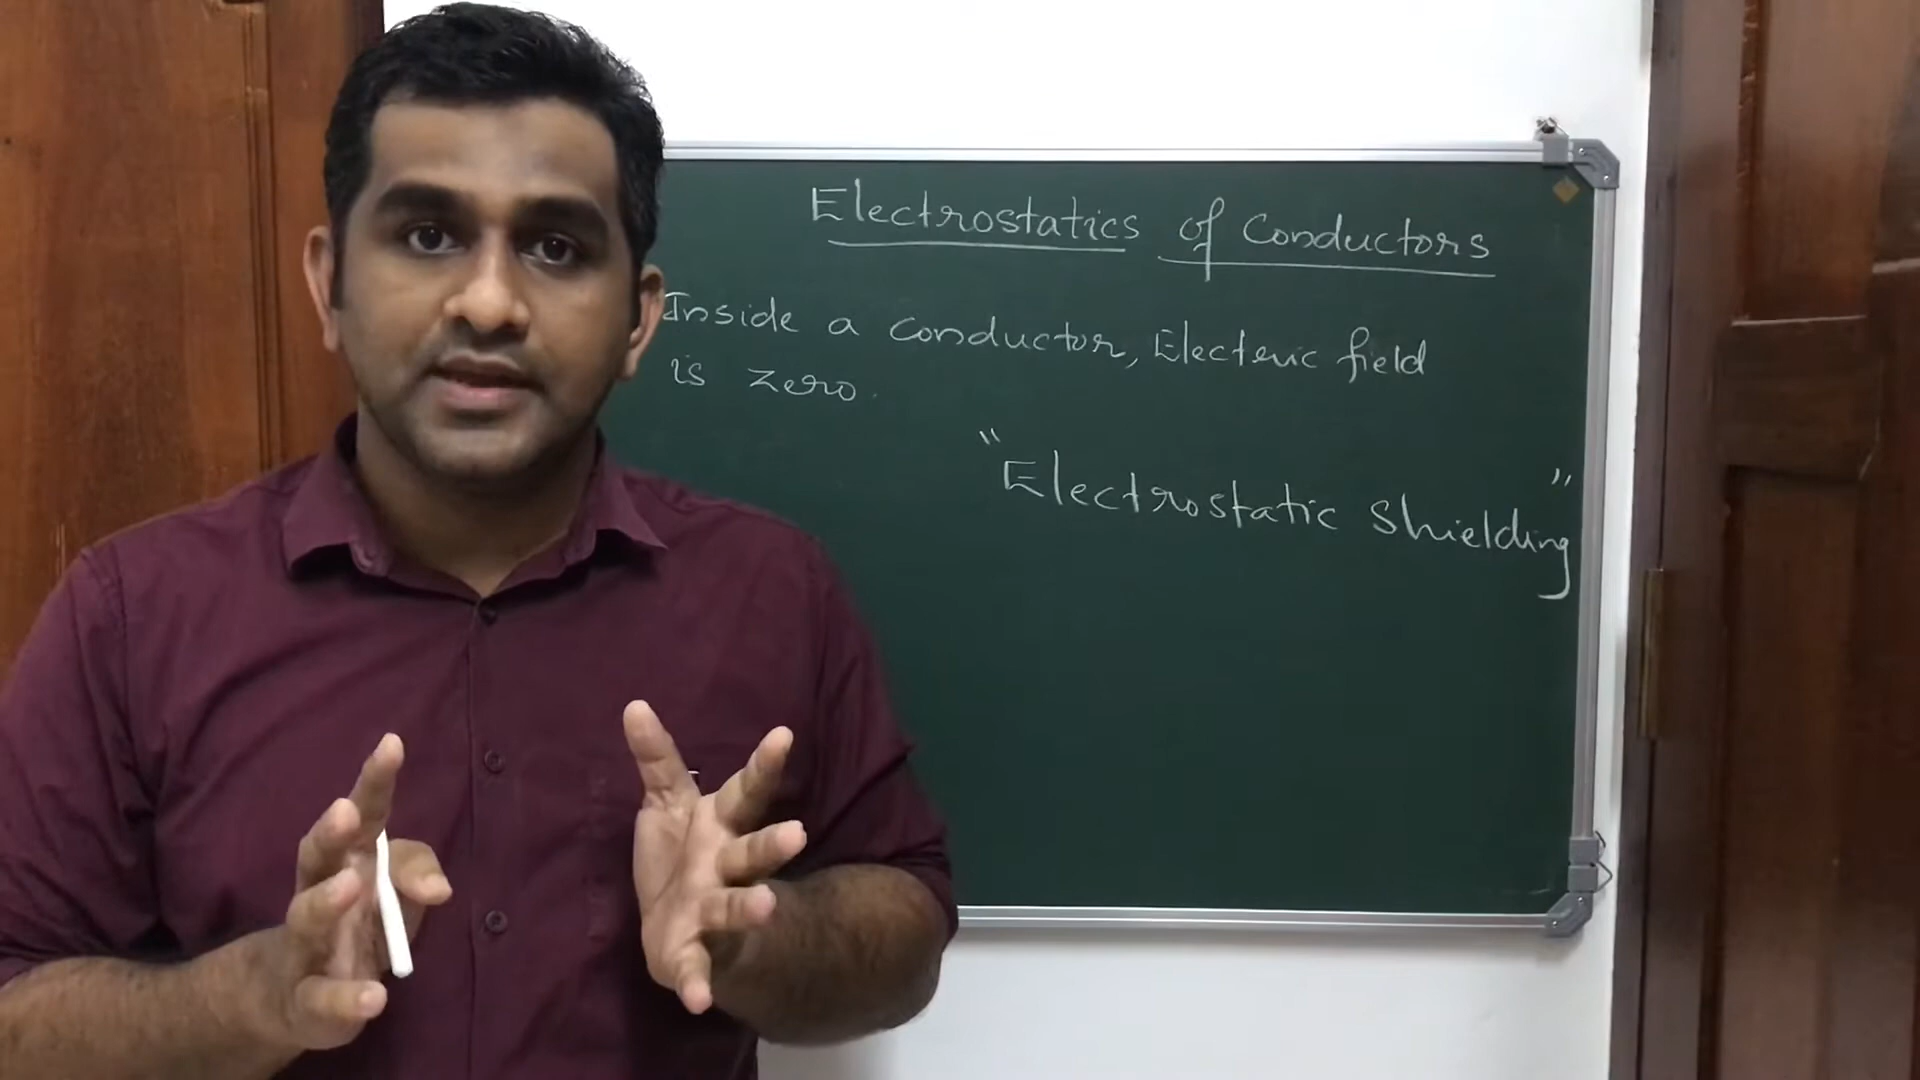 Electrostatics of Conductors
Inside a conductor, Electric field
is zero.
"Electrostatic Shielding"